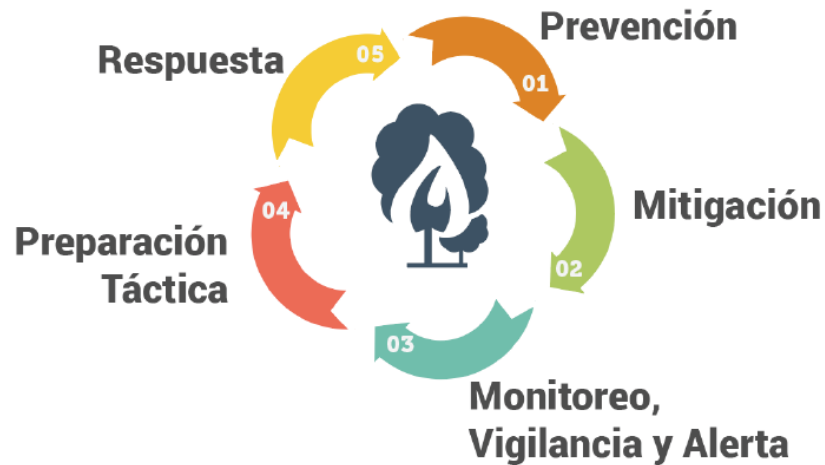 Prevención
01
Mitigación
02
03
Monitoreo,
Vigilancia y Alerta
04
Preparación
Táctica
05
Respuesta